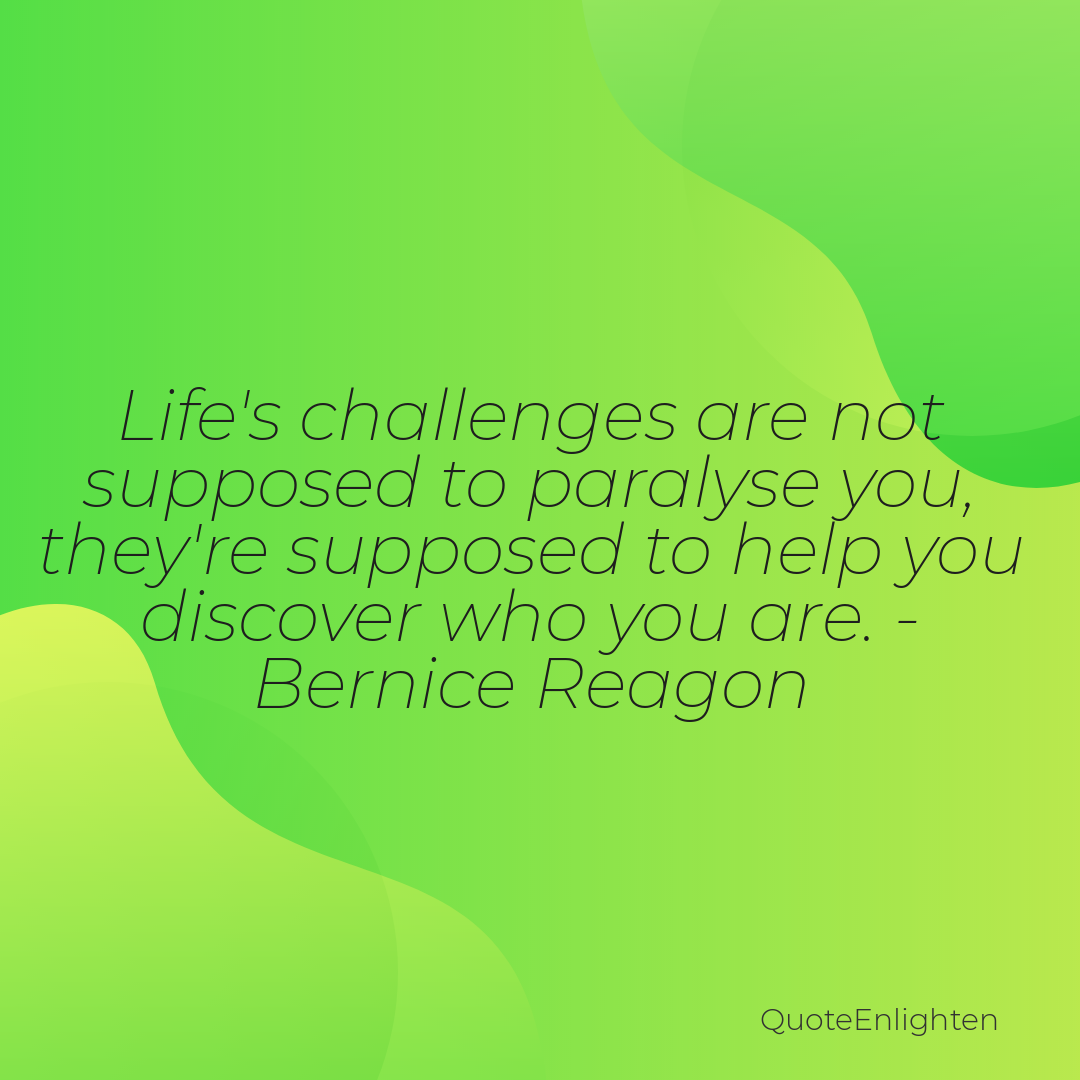 Life's challenges are not
supposed to paralyse you,
they're supposed to help you
discover who you are. -
Bernice Reagon
QuoteEnlighten